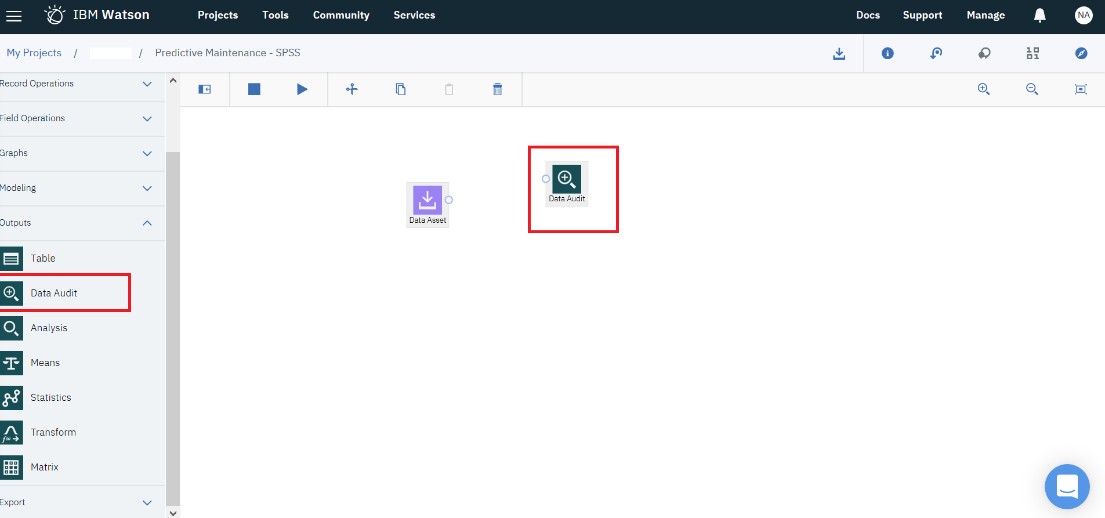 IBM Watson
Projects
Tools
Community
Services
Docs
Support
Manage
NA
My Projects / / Predictive Maintenance - SPSS
Record Operations
Field Operations
Graphs
Modeling
Outputs
Table
Data Audit
Analysis
Means
Statistics
Transform
Matrix
Export
Data Asset
Data Audit